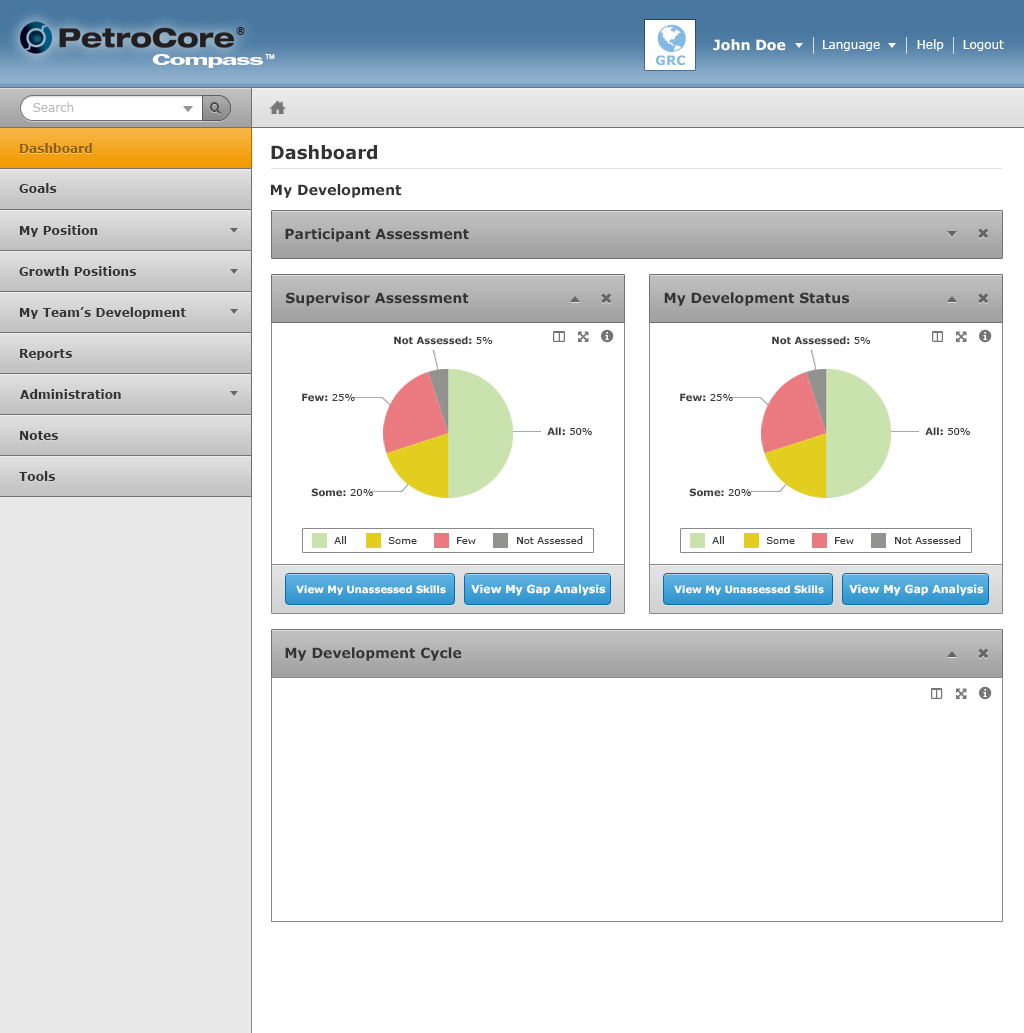 PetroCore®
Compass™
GRC
John Doe
Language
Help
Logout
Search
Dashboard
Goals
My Position
Growth Positions
My Team’s Development
Reports
Administration
Notes
Tools
Dashboard
My Development
Participant Assessment
Supervisor Assessment
Not Assessed: 5%
Few: 25%
All: 50%
Some: 20%
All Some Few Not Assessed
View My Unassessed Skills
View My Gap Analysis
My Development Status
Not Assessed: 5%
Few: 25%
All: 50%
Some: 20%
All Some Few Not Assessed
View My Unassessed Skills
View My Gap Analysis
My Development Cycle